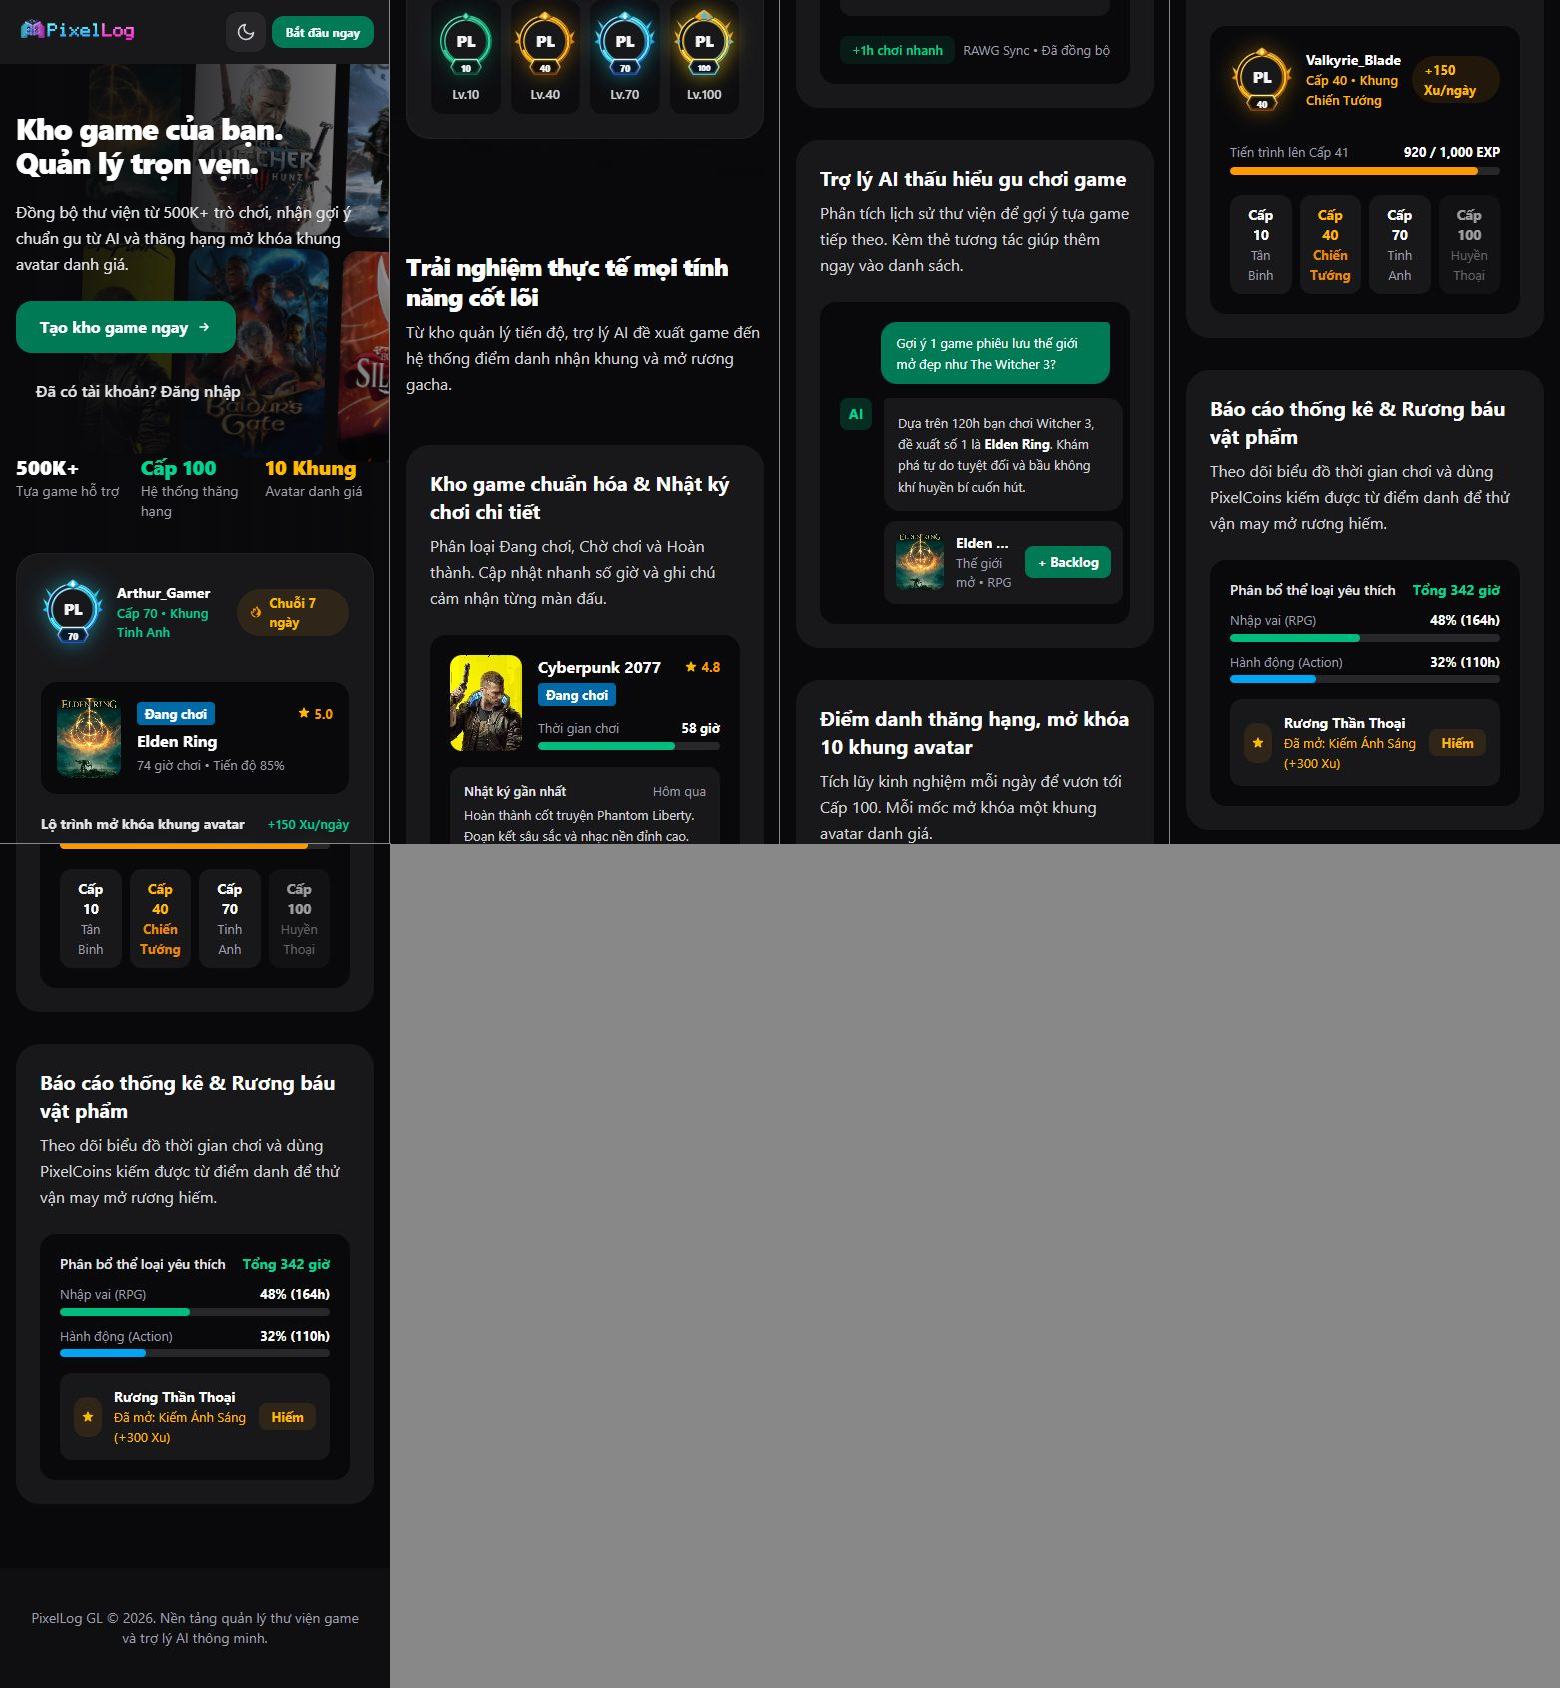 PixelLog
Bắt đầu ngay
Kho game của bạn.
Quản lý trọn vẹn.
Đồng bộ thư viện từ 500K+ trò chơi, nhận gợi ý
chuẩn gu từ AI và thăng hạng mở khóa khung
avatar danh giá.
Tạo kho game ngay →
Đã có tài khoản? Đăng nhập
500K+
Tựa game hỗ trợ
Cấp 100
Hệ thống thăng
hạng
10 Khung
Avatar danh giá
PL
70
Arthur_Gamer
Cấp 70 • Khung
Tinh Anh
Chuỗi 7
ngày
ELDEN RING
Đang chơi
5.0
Elden Ring
74 giờ chơi • Tiến độ 85%
Lộ trình mở khóa khung avatar
+150 Xu/ngày
PL
10
Lv.10
PL
40
Lv.40
PL
70
Lv.70
PL
100
Lv.100
Trải nghiệm thực tế mọi tính
năng cốt lõi
Từ kho quản lý tiến độ, trợ lý AI đề xuất game đến
hệ thống điểm danh nhận khung và mở rương
gacha.
Kho game chuẩn hóa & Nhật ký
chơi chi tiết
Phân loại Đang chơi, Chờ chơi và Hoàn
thành. Cập nhật nhanh số giờ và ghi chú
cảm nhận từng màn đấu.
Cyberpunk 2077
4.8
Đang chơi
Thời gian chơi
58 giờ
Nhật ký gần nhất
Hôm qua
Hoàn thành cốt truyện Phantom Liberty.
Đoạn kết sâu sắc và nhạc nền đỉnh cao.
+1h chơi nhanh
RAWG Sync • Đã đồng bộ
Trợ lý AI thấu hiểu gu chơi game
Phân tích lịch sử thư viện để gợi ý tựa game
tiếp theo. Kèm thẻ tương tác giúp thêm
ngay vào danh sách.
Gợi ý 1 game phiêu lưu thế giới
mở đẹp như The Witcher 3?
AI
Dựa trên 120h bạn chơi Witcher 3,
đề xuất số 1 là Elden Ring. Khám
phá tự do tuyệt đối và bầu không
khí huyền bí cuốn hút.
ELDEN RING
Elden ...
Thế giới
mở • RPG
+ Backlog
Điểm danh thăng hạng, mở khóa
10 khung avatar
Tích lũy kinh nghiệm mỗi ngày để vươn tới
Cấp 100. Mỗi mốc mở khóa một khung
avatar danh giá.
PL
40
Valkyrie_Blade
Cấp 40 • Khung
Chiến Tướng
+150
Xu/ngày
Tiến trình lên Cấp 41
920 / 1,000 EXP
Cấp
10
Tân
Binh
Cấp
40
Chiến
Tướng
Cấp
70
Tinh
Anh
Cấp
100
Huyền
Thoại
Báo cáo thống kê & Rương báu
vật phẩm
Theo dõi biểu đồ thời gian chơi và dùng
PixelCoins kiếm được từ điểm danh để thử
vận may mở rương hiếm.
Phân bổ thể loại yêu thích
Tổng 342 giờ
Nhập vai (RPG)
48% (164h)
Hành động (Action)
32% (110h)
Rương Thần Thoại
Đã mở: Kiếm Ánh Sáng
(+300 Xu)
Hiếm
Cấp
10
Tân
Binh
Cấp
40
Chiến
Tướng
Cấp
70
Tinh
Anh
Cấp
100
Huyền
Thoại
Báo cáo thống kê & Rương báu
vật phẩm
Theo dõi biểu đồ thời gian chơi và dùng
PixelCoins kiếm được từ điểm danh để thử
vận may mở rương hiếm.
Phân bổ thể loại yêu thích
Tổng 342 giờ
Nhập vai (RPG)
48% (164h)
Hành động (Action)
32% (110h)
Rương Thần Thoại
Đã mở: Kiếm Ánh Sáng
(+300 Xu)
Hiếm
PixelLog GL © 2026. Nền tảng quản lý thư viện game
và trợ lý AI thông minh.